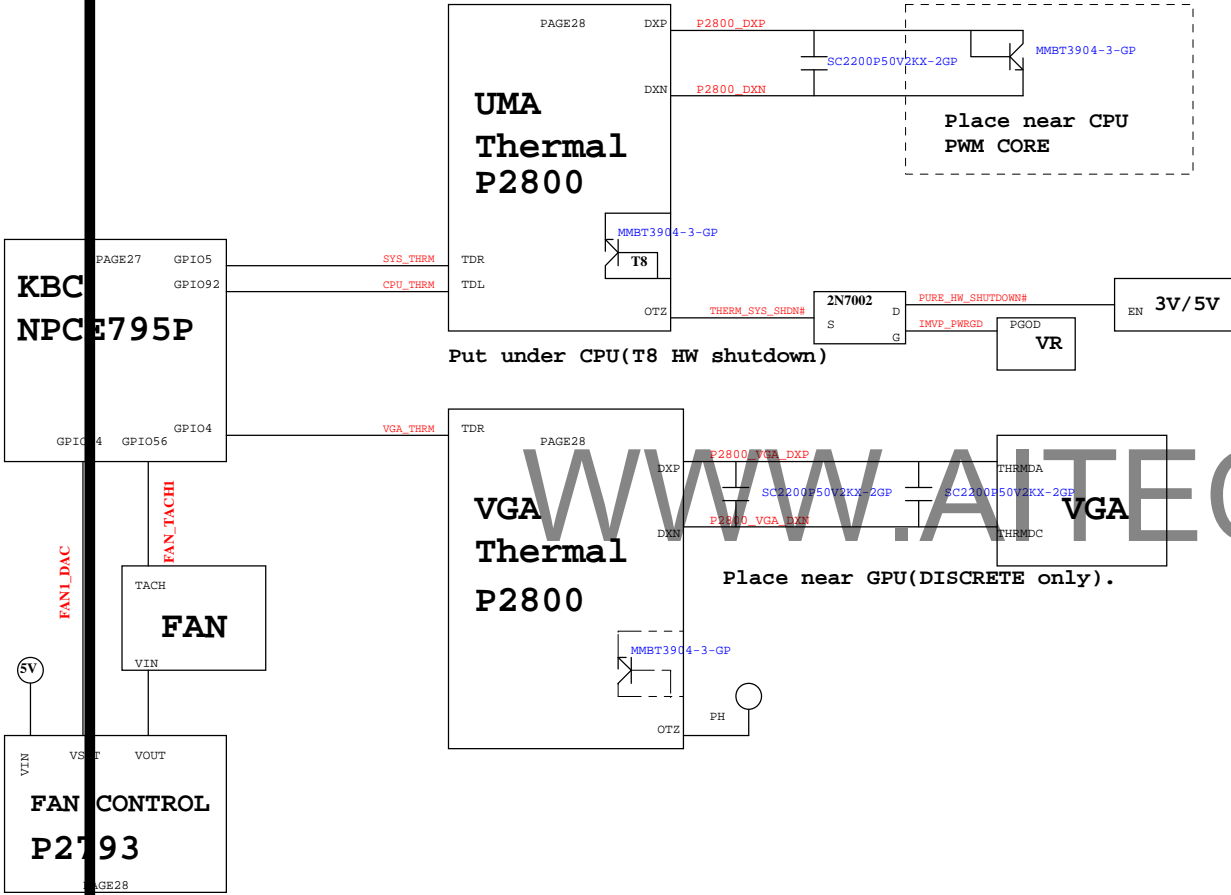 PAGE28
DXP
P2800_DXP
MMBT3904-3-GP
SC2200P50V2KX-2GP
DXN
P2800_DXN
UMA
Thermal
P2800
Place near CPU
PWM CORE
MMBT3904-3-GP
T8
PAGE27
GPIO5
SYS_THRM
TDR
KBC
NPCE795P
GPIO92
CPU_THRM
TDL
OTZ
THERM_SYS_SHDN#
2N7002
S
D
G
PURE_HW_SHUTDOWN#
IMVP_PWRGD
EN
3V/5V
PGOD
VR
Put under CPU(T8 HW shutdown)
GPIO4
VGA_THRM
TDR
PAGE28
GPIO56
DXP
P2800_VGA_DXP
THRMDA
SC2200P50V2KX-2GP
SC2200P50V2KX-2GP
VGA
DXN
P2800_VGA_DXN
THRMDC
VGA
Thermal
P2800
WWW.AITEC
Place near GPU(DISCRETE only).
FAN_TACH1
FAN1_DAC
TACH
FAN
VIN
MMBT3904-3-GP
OTZ
PH
5V
VIN
VOUT
FAN CONTROL
P2793